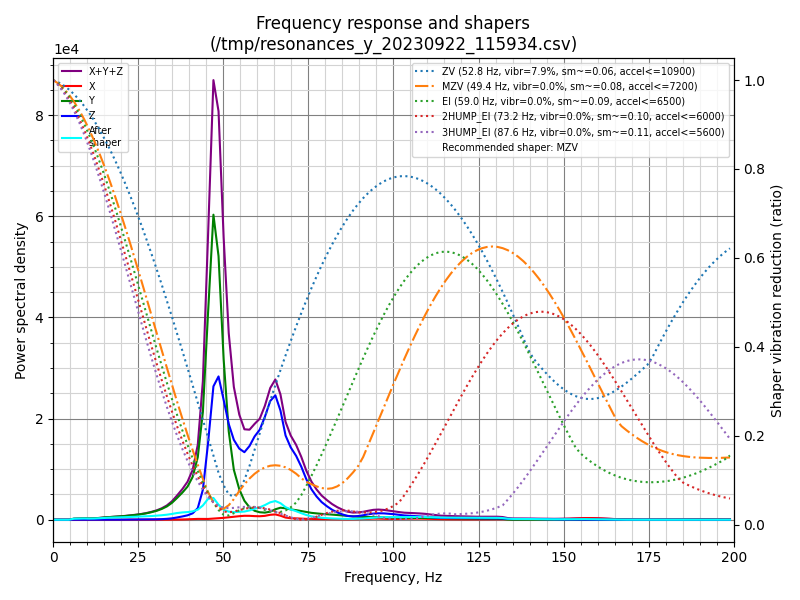 Frequency response and shapers
(/tmp/resonances_y_20230922_115934.csv)
1e4
X+Y+Z
X
Y
Z
After
shaper
ZV (52.8 Hz, vibr=7.9%, sm~=0.06, accel<=10900)
MZV (49.4 Hz, vibr=0.0%, sm~=0.08, accel<=7200)
EI (59.0 Hz, vibr=0.0%, sm~=0.09, accel<=6500)
2HUMP_EI (73.2 Hz, vibr=0.0%, sm~=0.10, accel<=6000)
3HUMP_EI (87.6 Hz, vibr=0.0%, sm~=0.11, accel<=5600)
Recommended shaper: MZV
Power spectral density
8
6
4
2
0
1.0
0.8
0.6
0.4
0.2
0.0
Shaper vibration reduction (ratio)
0 25 50 75 100 125 150 175 200
Frequency, Hz